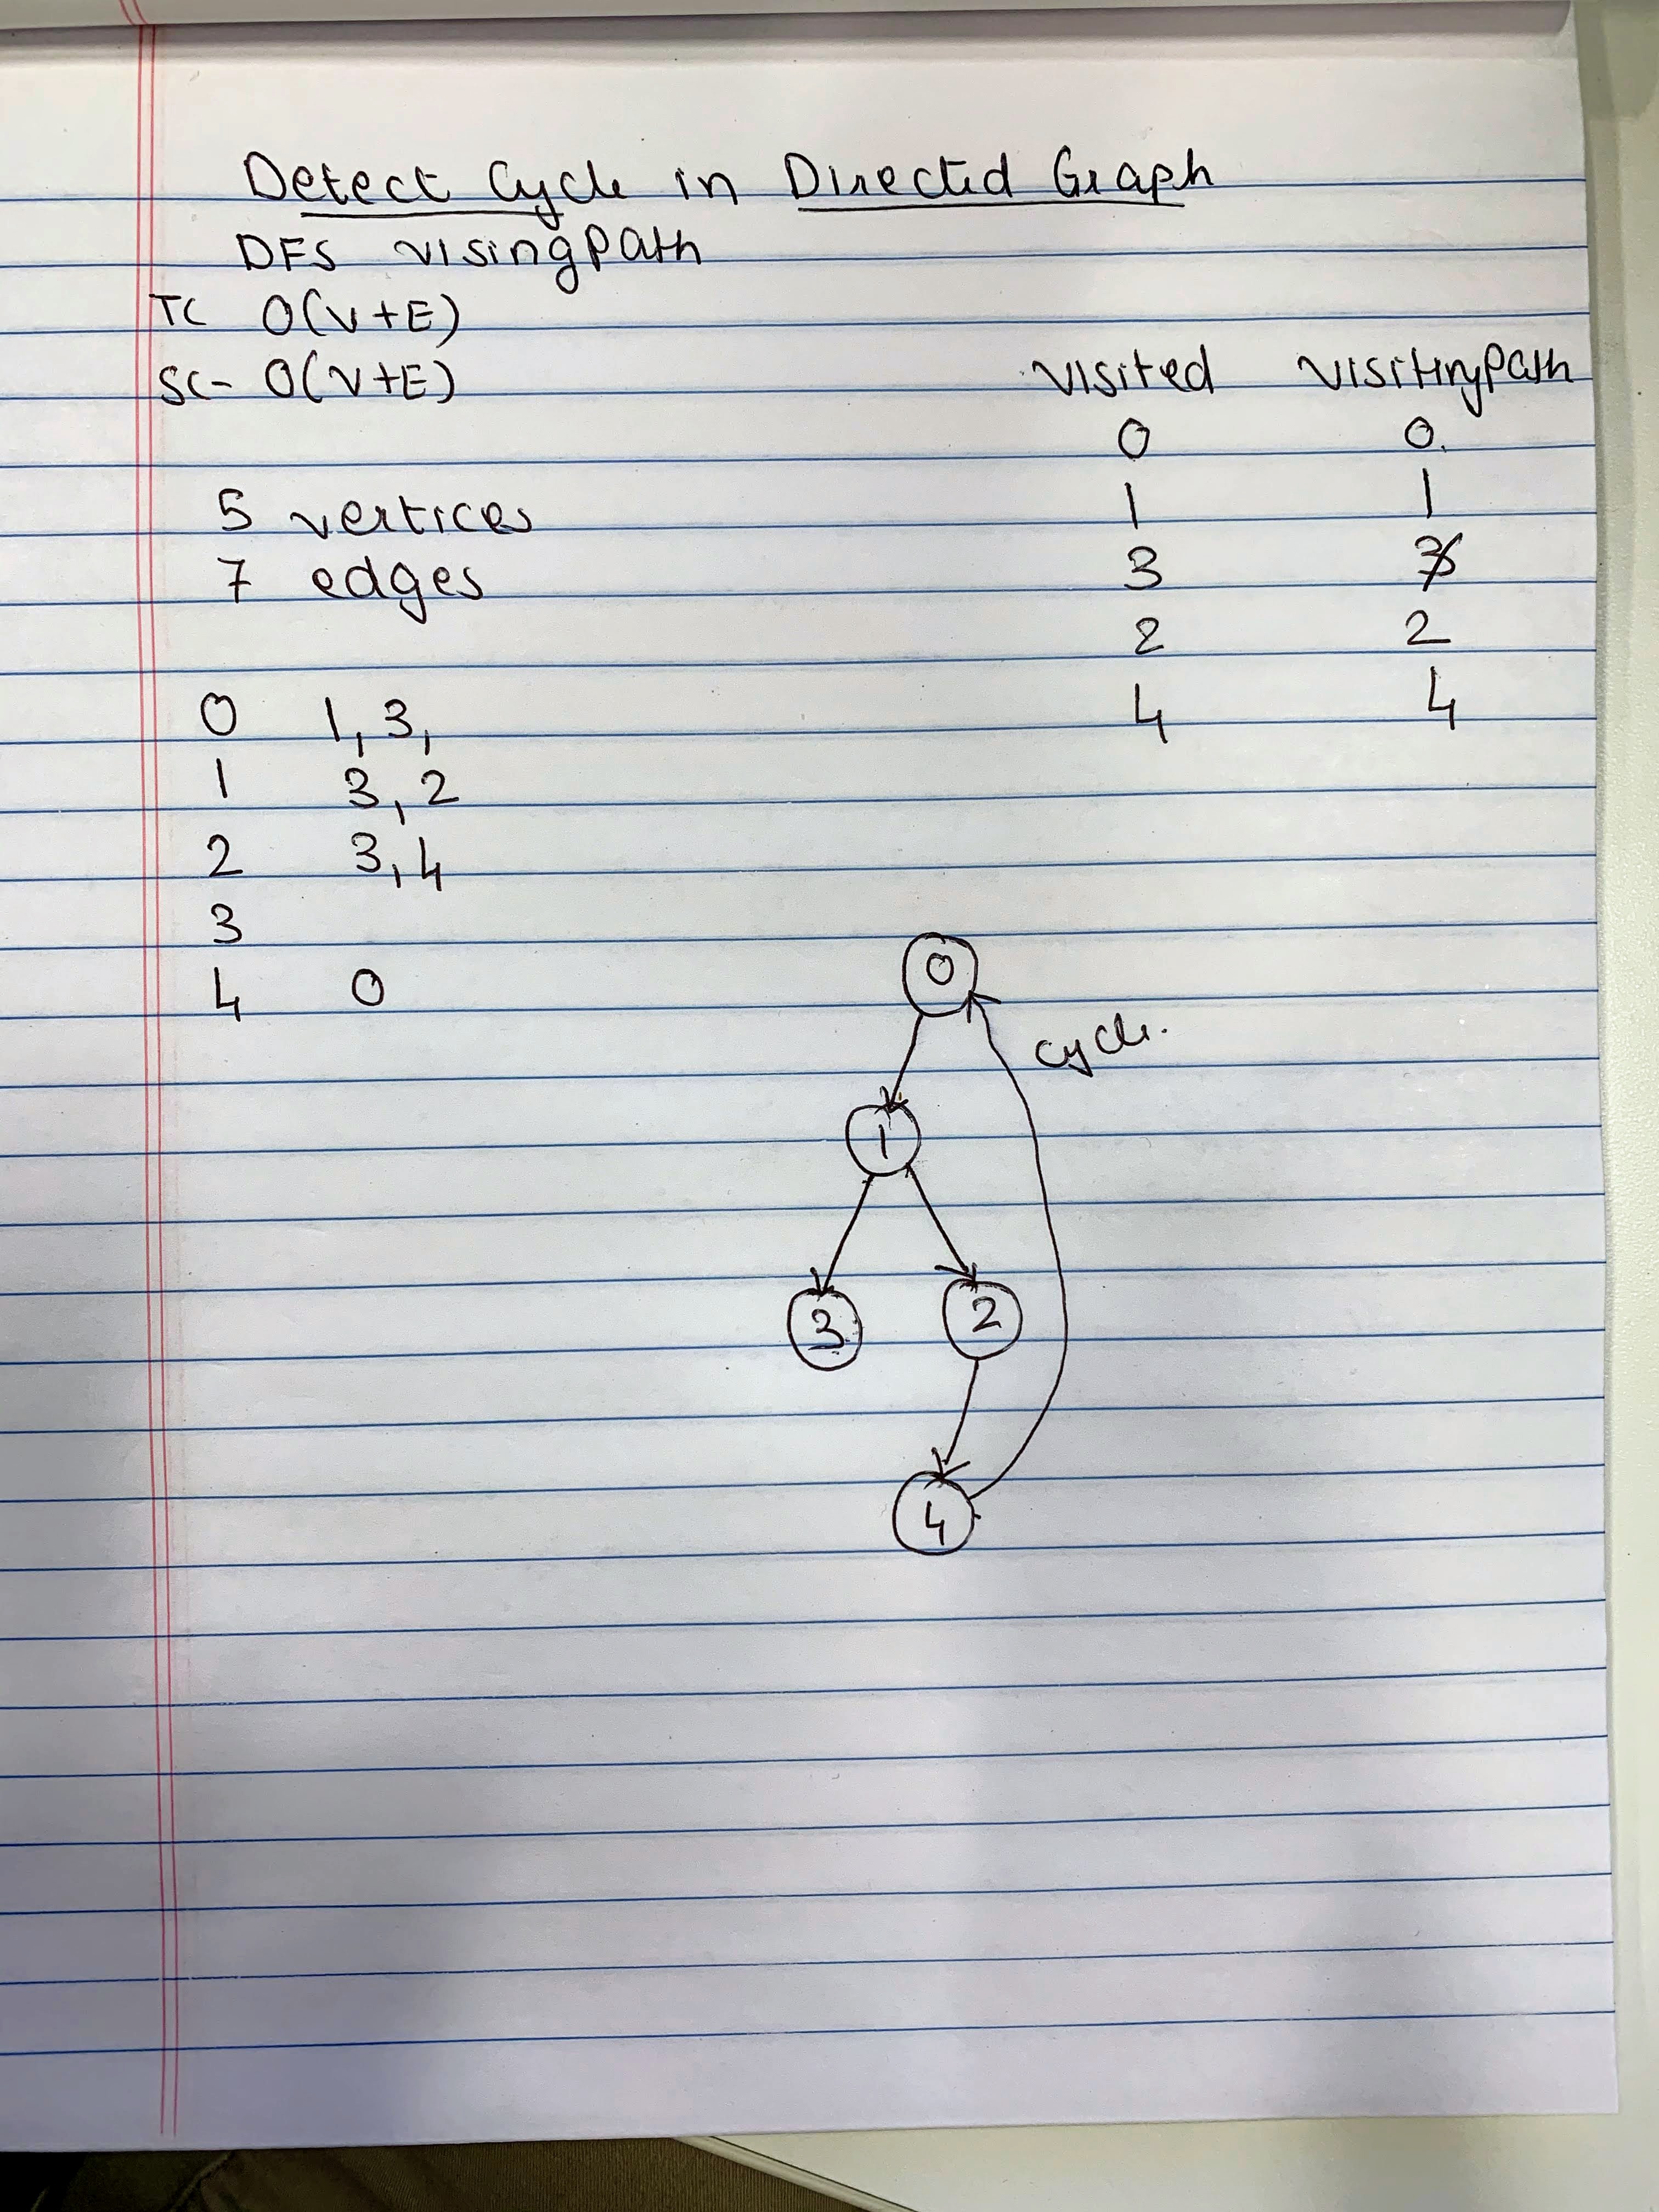 Detect Cycle in Directed Graph
DFS visingPath
TC O(V+E)
SC- O(V+E)
5 vertices
7 edges
0 1, 3,
1 3, 2
2 3, 4
3
4 0
visited visitingPath
0 0
1 1
3 3
2 2
4 4
0
cycle.
1
3 2
4